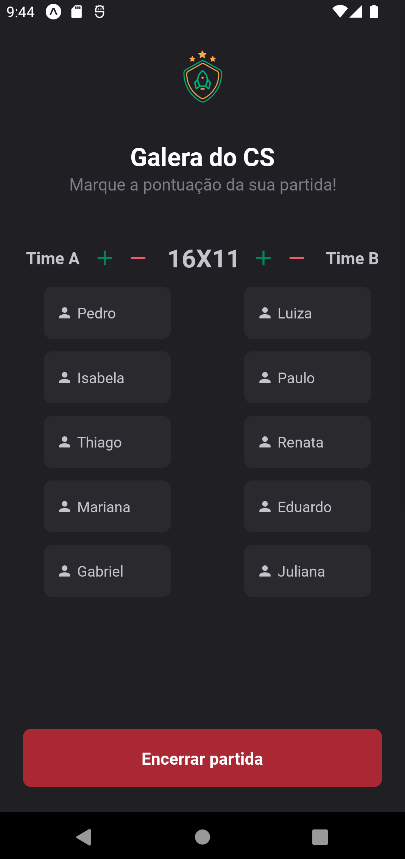 9:44
Galera do CS
Marque a pontuação da sua partida!
Time A + − 16X11 + − Time B
Pedro
Luiza
Isabela
Paulo
Thiago
Renata
Mariana
Eduardo
Gabriel
Juliana
Encerrar partida